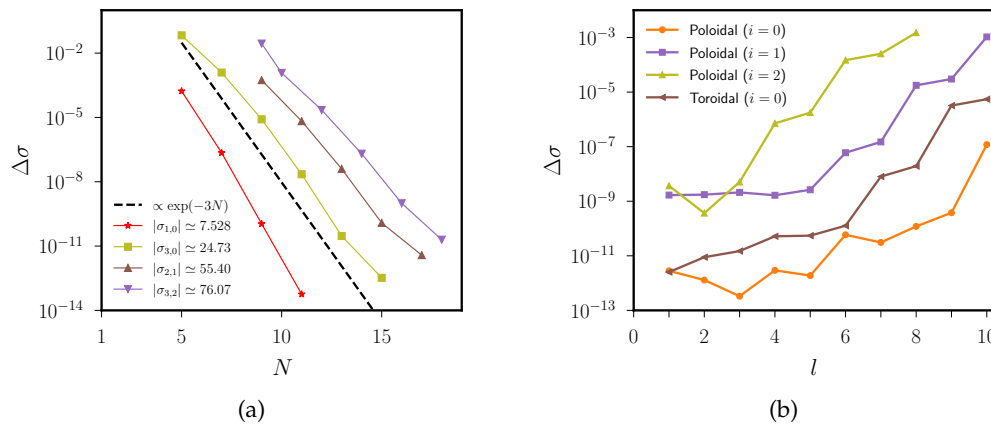 10⁻²
10⁻⁵
10⁻⁸
10⁻¹¹
10⁻¹⁴
Δσ
∝ exp(−3N)
|σ₁,₀| ≃ 7.528
|σ₃,₀| ≃ 24.73
|σ₂,₁| ≃ 55.40
|σ₃,₂| ≃ 76.07
1 5 10 15
N
(a)
10⁻³
10⁻⁵
10⁻⁷
10⁻⁹
10⁻¹¹
10⁻¹³
Δσ
Poloidal (i = 0)
Poloidal (i = 1)
Poloidal (i = 2)
Toroidal (i = 0)
0 2 4 6 8 10
l
(b)